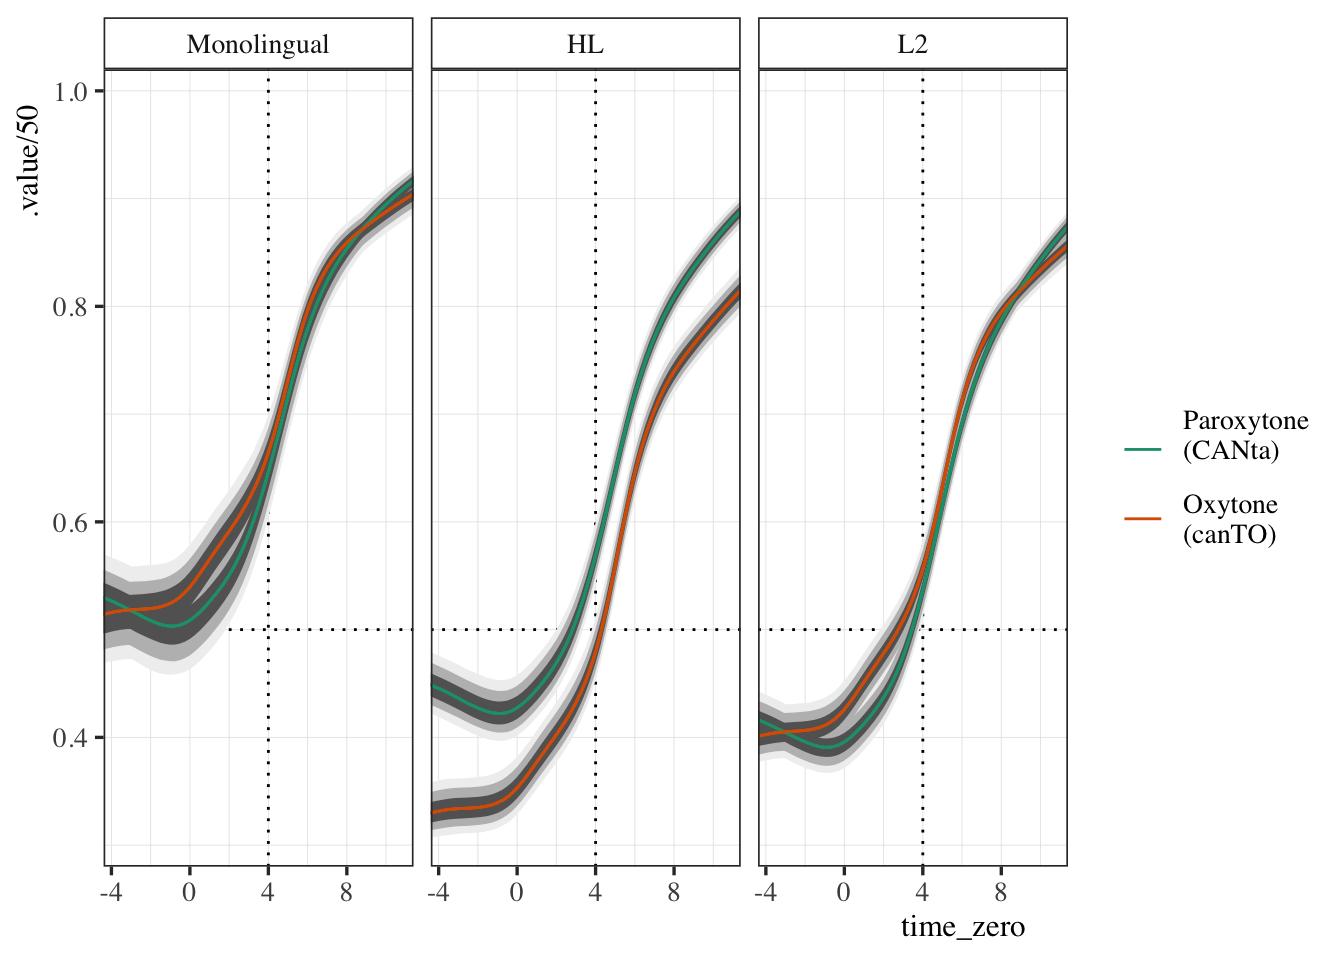 Monolingual
HL
L2
.value/50
1.0
0.8
0.6
0.4
-4 0 4 8
-4 0 4 8
-4 0 4 8
time_zero
Paroxytone
(CANta)
Oxytone
(canTO)